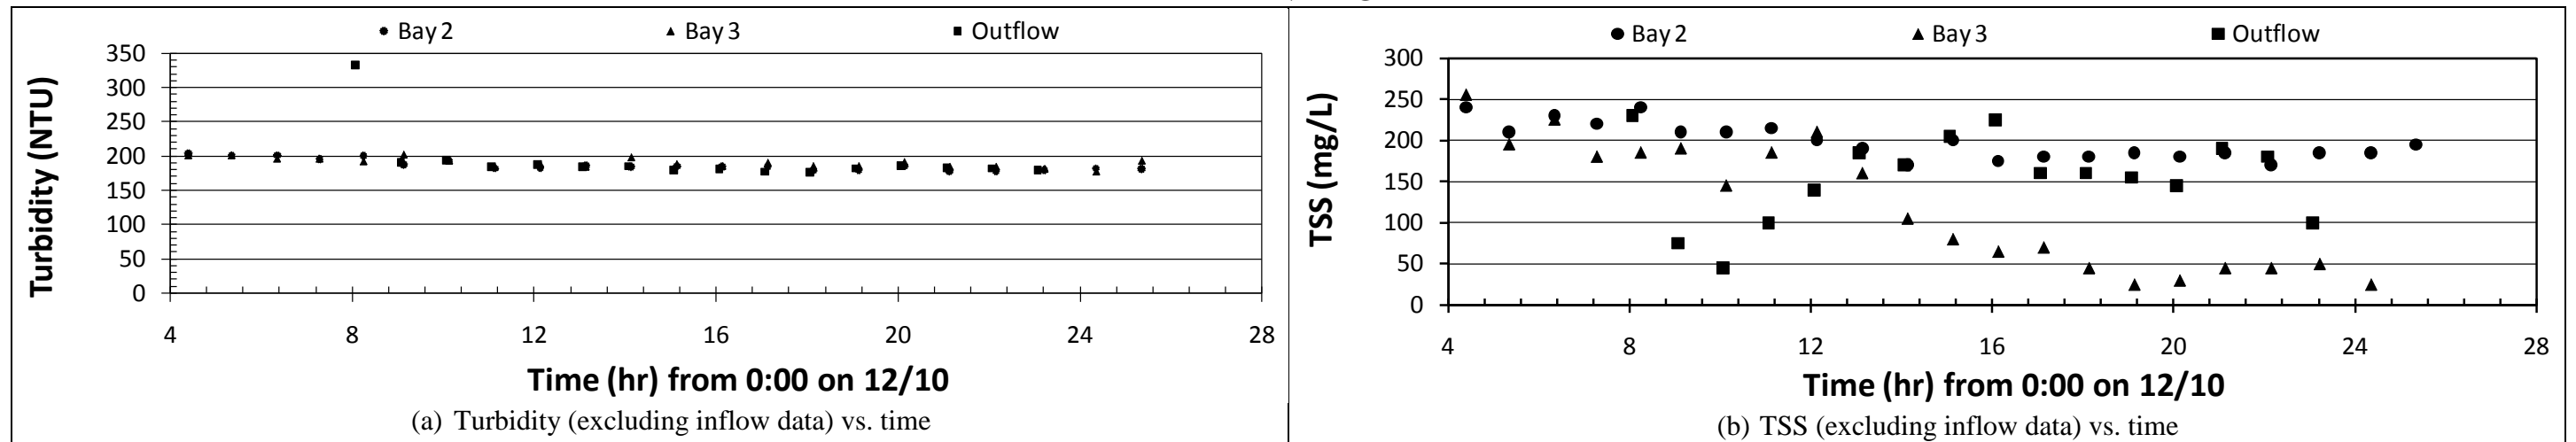 Bay 2 Bay 3 Outflow
350
300
250
200
150
100
50
0
Turbidity (NTU)
4 8 12 16 20 24 28
Time (hr) from 0:00 on 12/10
(a) Turbidity (excluding inflow data) vs. time
Bay 2 Bay 3 Outflow
300
250
200
150
100
50
0
TSS (mg/L)
4 8 12 16 20 24 28
Time (hr) from 0:00 on 12/10
(b) TSS (excluding inflow data) vs. time